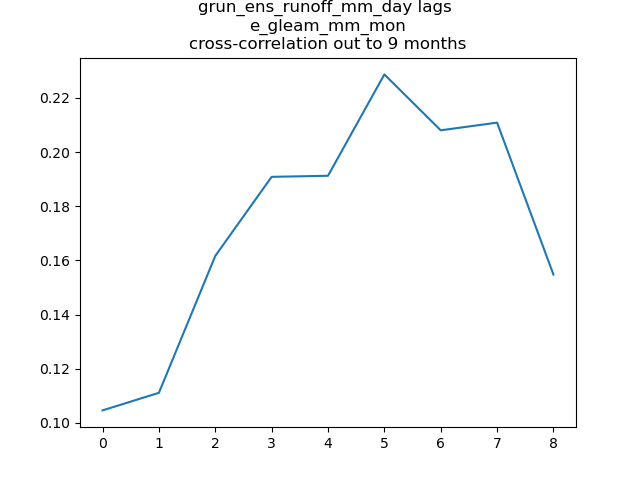 grun_ens_runoff_mm_day lags
e_gleam_mm_mon
cross-correlation out to 9 months
0.22
0.20
0.18
0.16
0.14
0.12
0.10
0 1 2 3 4 5 6 7 8